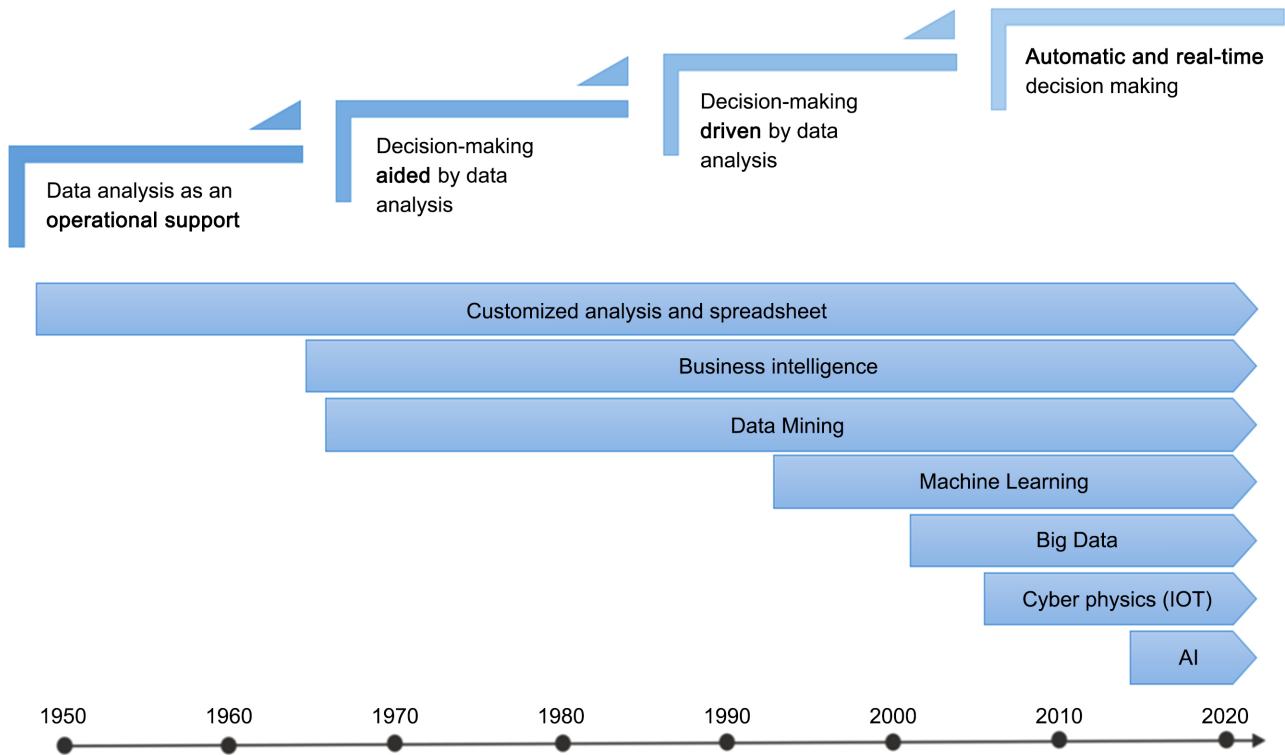 Data analysis as an
operational support
Decision-making
aided by data
analysis
Decision-making
driven by data
analysis
Automatic and real-time
decision making
Customized analysis and spreadsheet
Business intelligence
Data Mining
Machine Learning
Big Data
Cyber physics (IOT)
AI
1950 1960 1970 1980 1990 2000 2010 2020